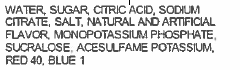 WATER, SUGAR, CITRIC ACID, SODIUM
CITRATE, SALT, NATURAL AND ARTIFICIAL
FLAVOR, MONOPOTASSIUM PHOSPHATE,
SUCRALOSE, ACESULFAME POTASSIUM,
RED 40, BLUE 1